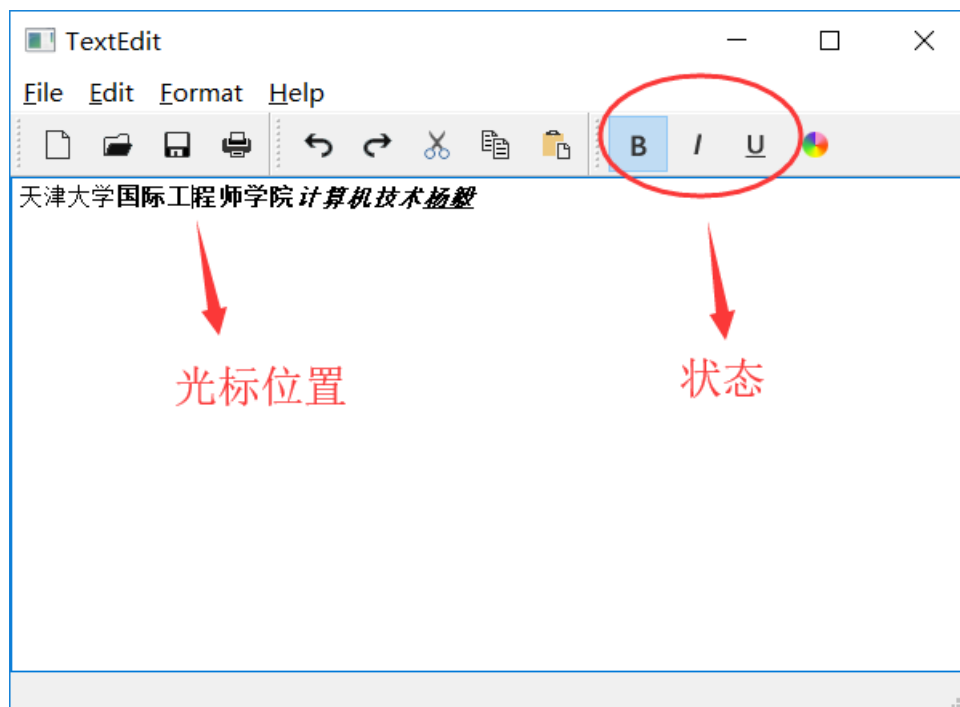 TextEdit
File Edit Format Help
B I U
天津大学国际工程师学院计算机技术杨毅
光标位置
状态